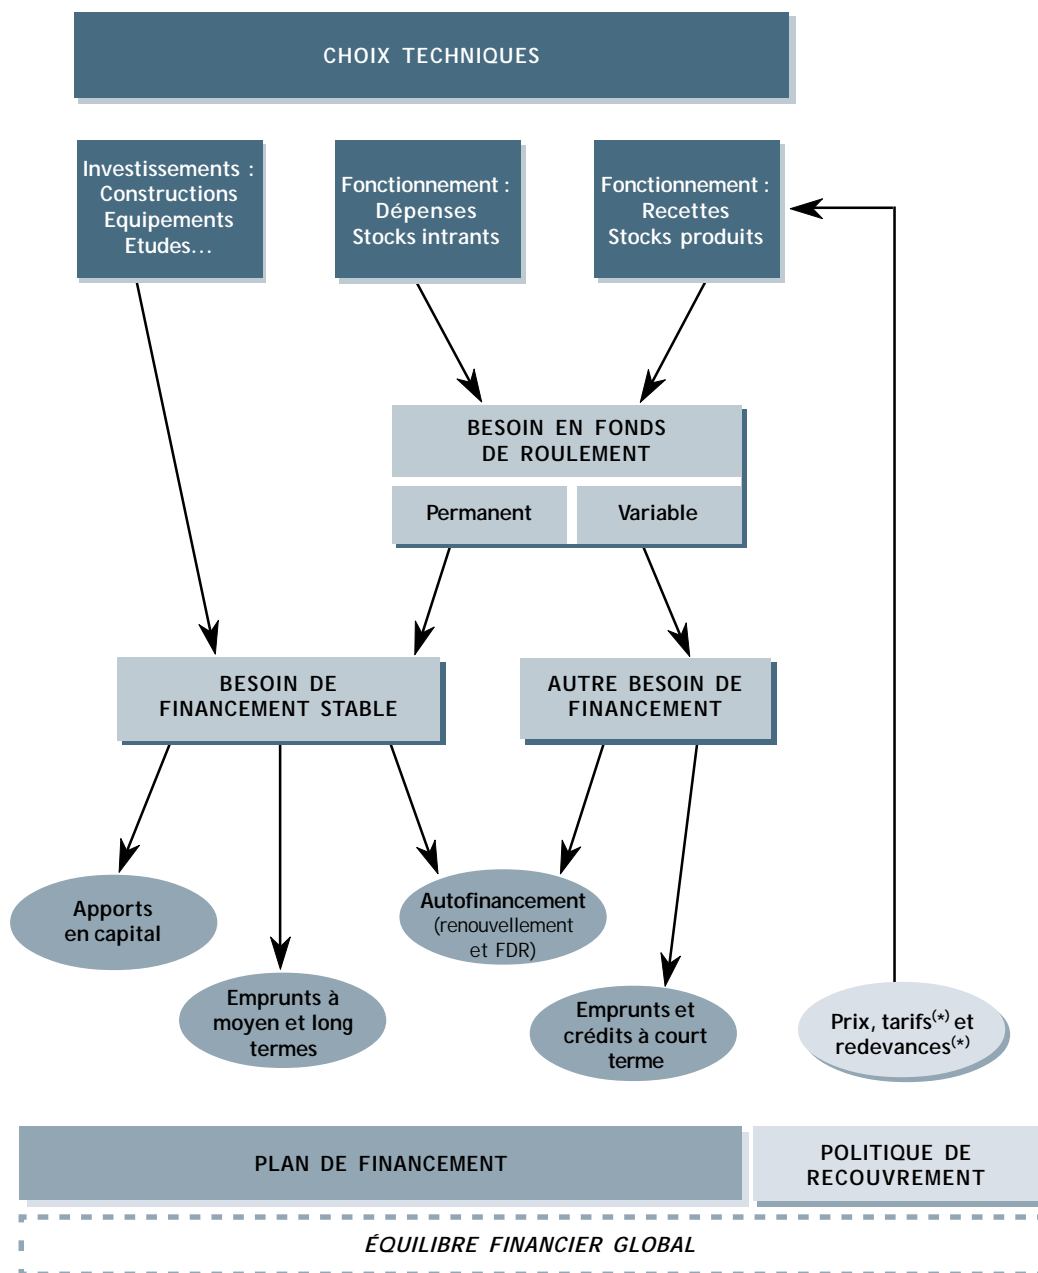 CHOIX TECHNIQUES
Investissements :
Constructions
Equipements
Etudes…
Fonctionnement :
Dépenses
Stocks intrants
Fonctionnement :
Recettes
Stocks produits
BESOIN EN FONDS
DE ROULEMENT
Permanent
Variable
BESOIN DE
FINANCEMENT STABLE
AUTRE BESOIN DE
FINANCEMENT
Apports
en capital
Autofinancement
(renouvellement
et FDR)
Emprunts à
moyen et long
termes
Emprunts et
crédits à court
terme
Prix, tarifs(*) et
redevances(*)
PLAN DE FINANCEMENT
POLITIQUE DE
RECOUVREMENT
ÉQUILIBRE FINANCIER GLOBAL